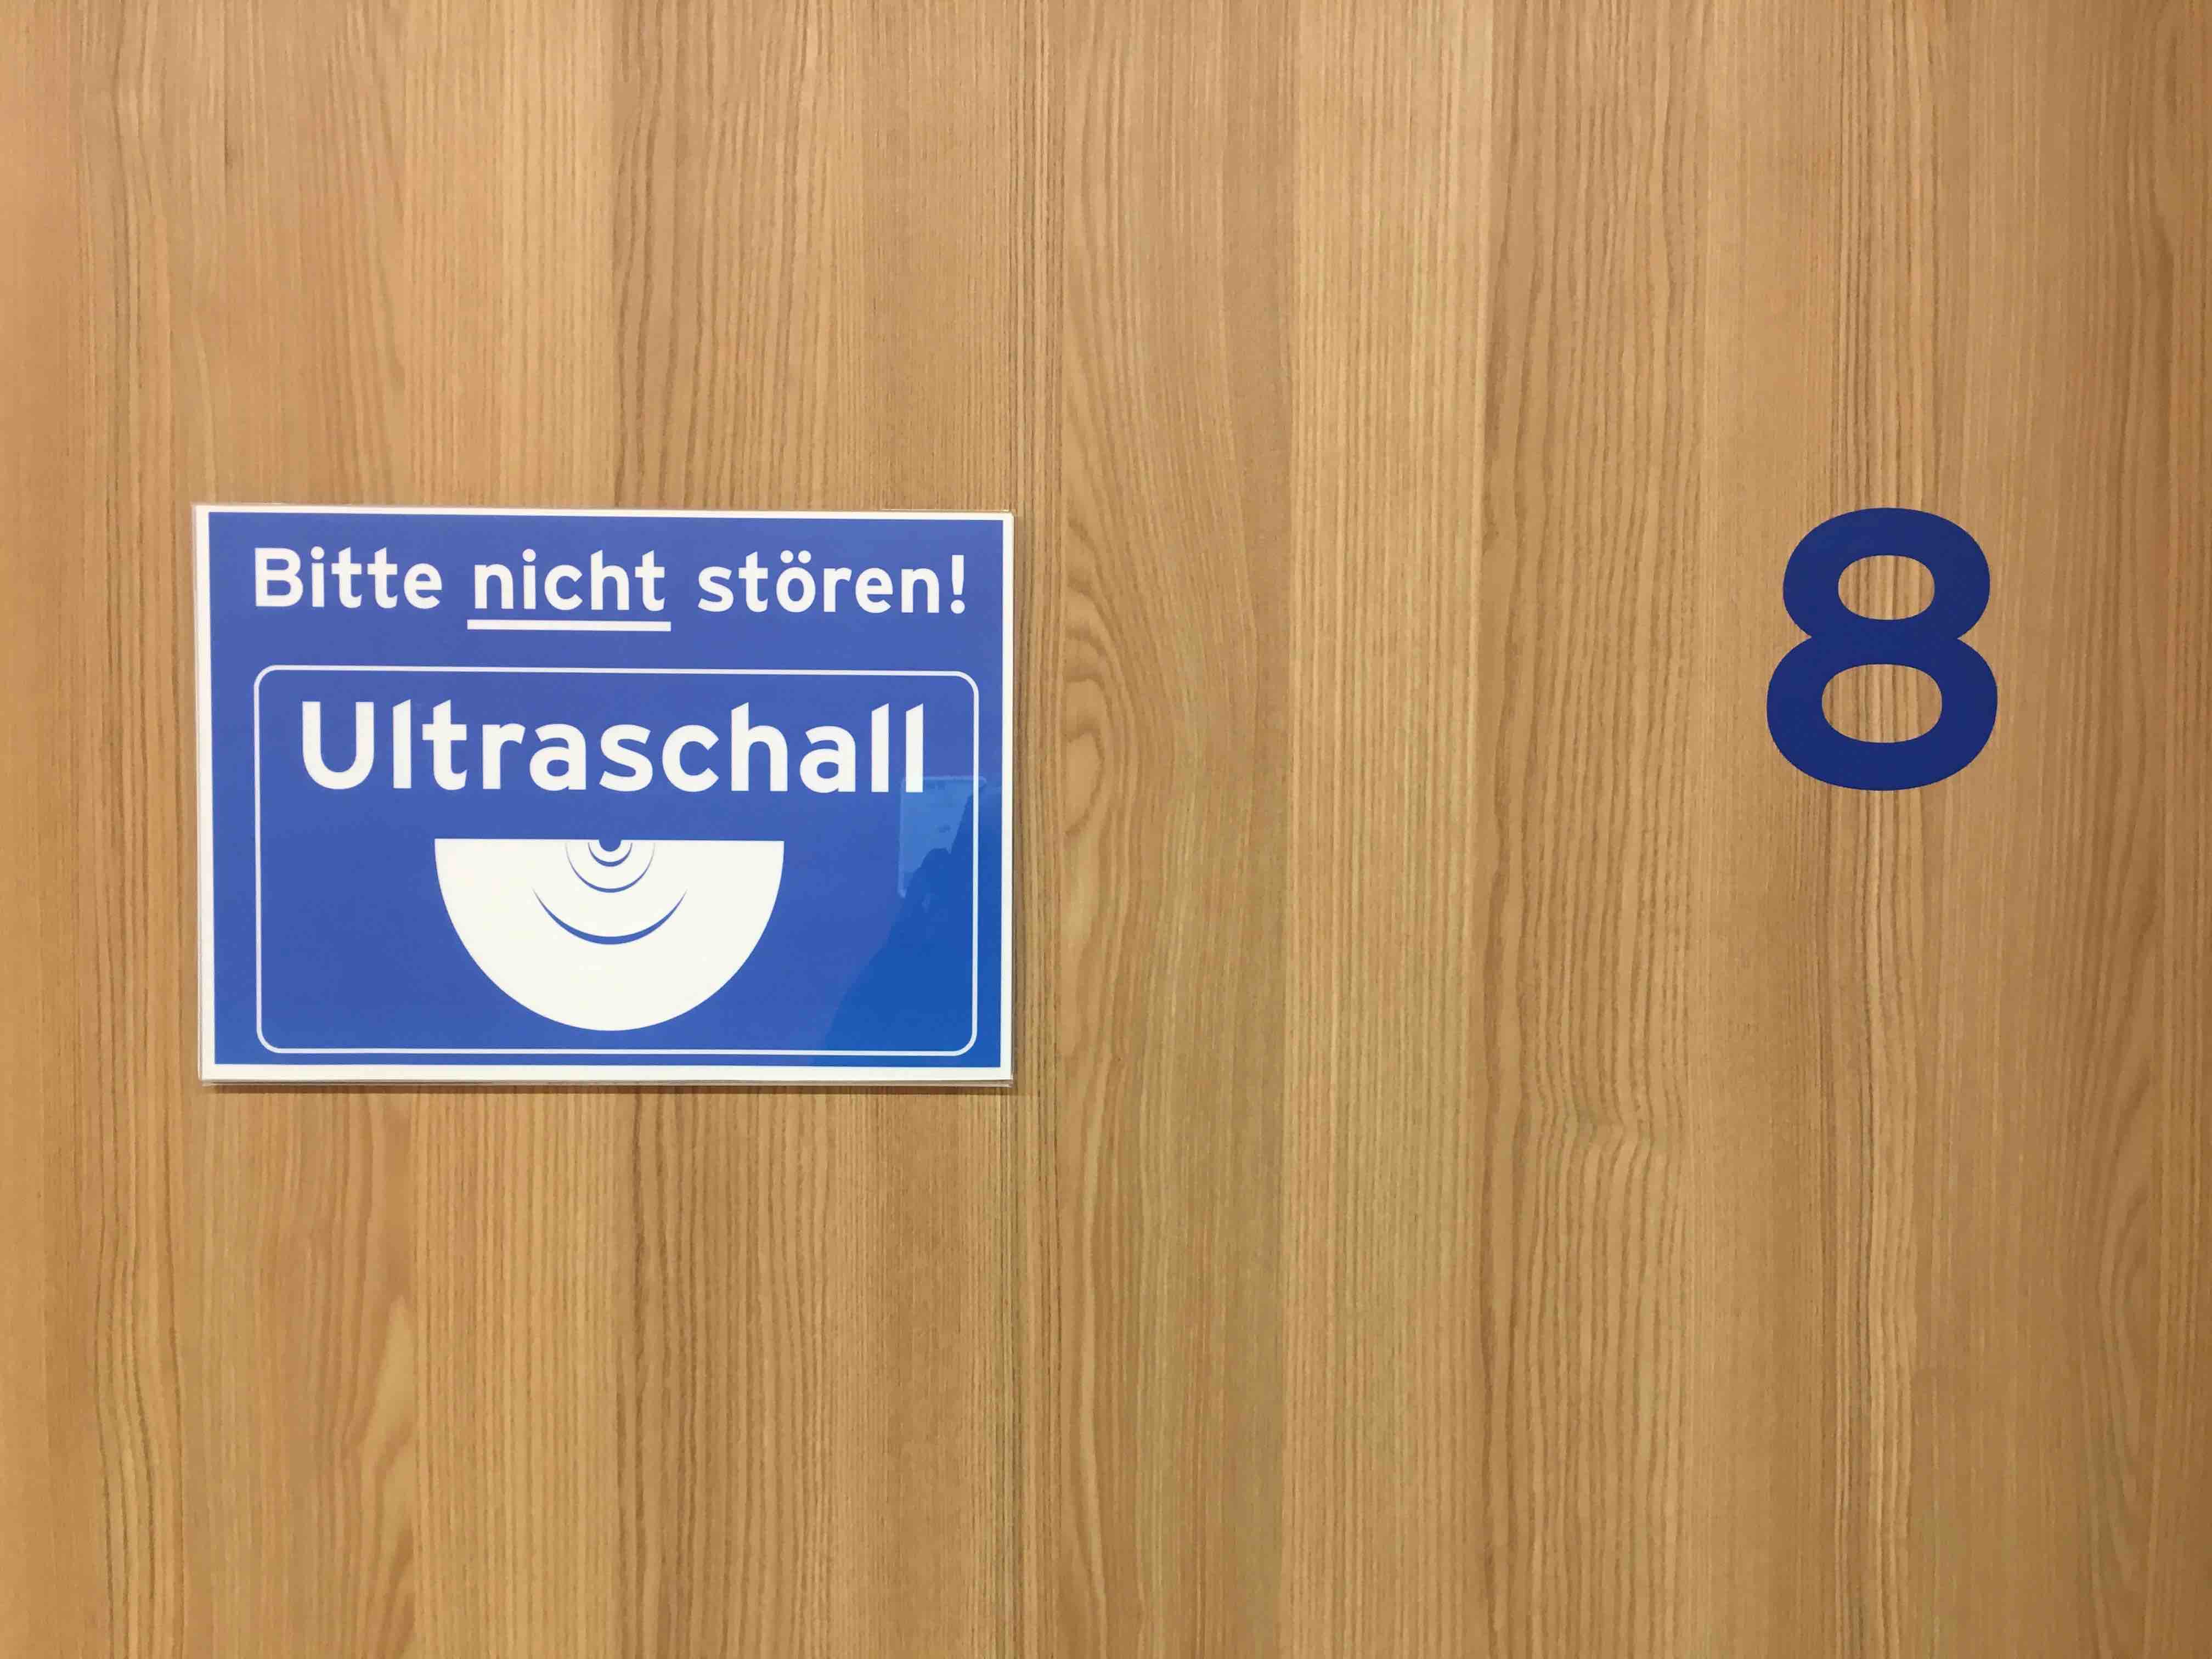 Bitte nicht stören!
Ultraschall
8